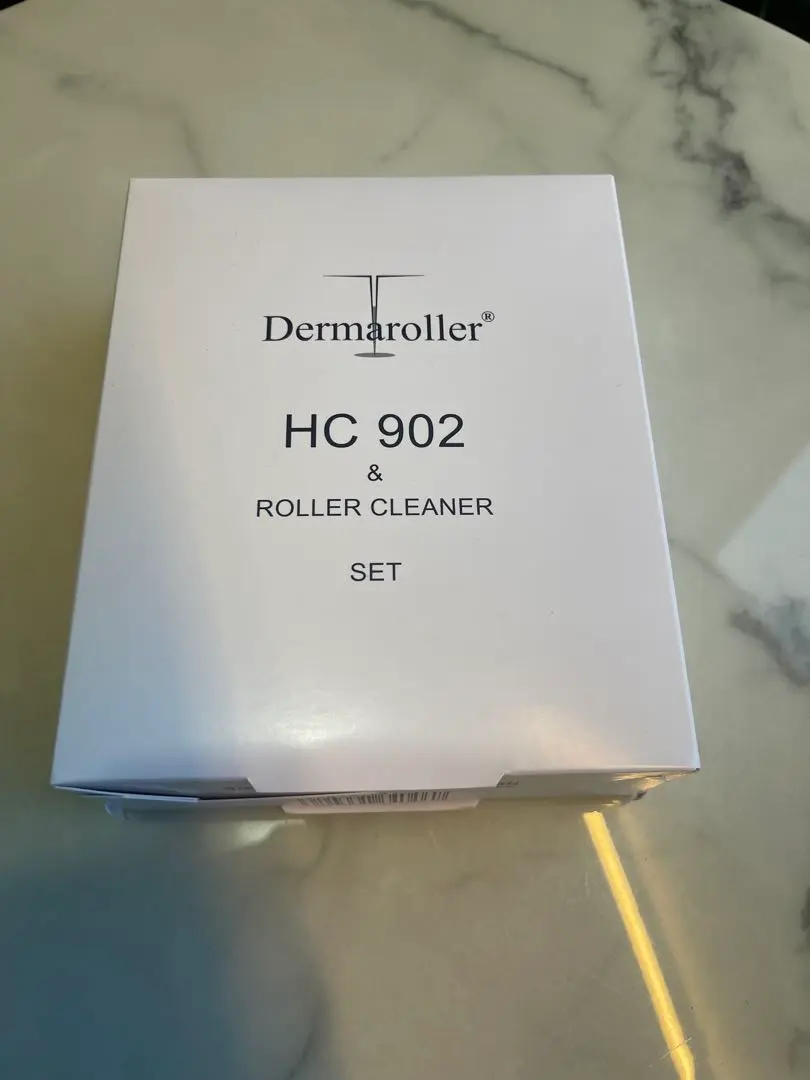 Dermaroller®
HC 902
&
ROLLER CLEANER
SET